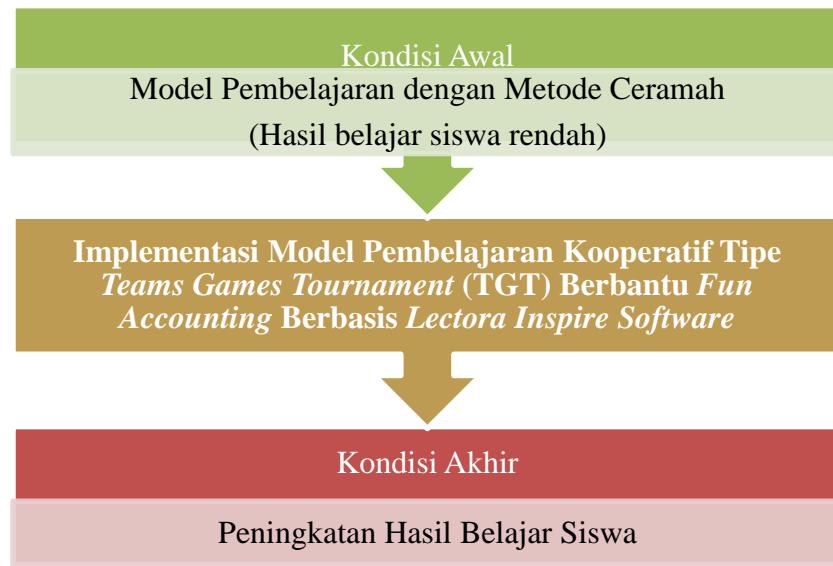 Kondisi Awal
Model Pembelajaran dengan Metode Ceramah
(Hasil belajar siswa rendah)
Implementasi Model Pembelajaran Kooperatif Tipe
Teams Games Tournament (TGT) Berbantu Fun
Accounting Berbasis Lectora Inspire Software
Kondisi Akhir
Peningkatan Hasil Belajar Siswa